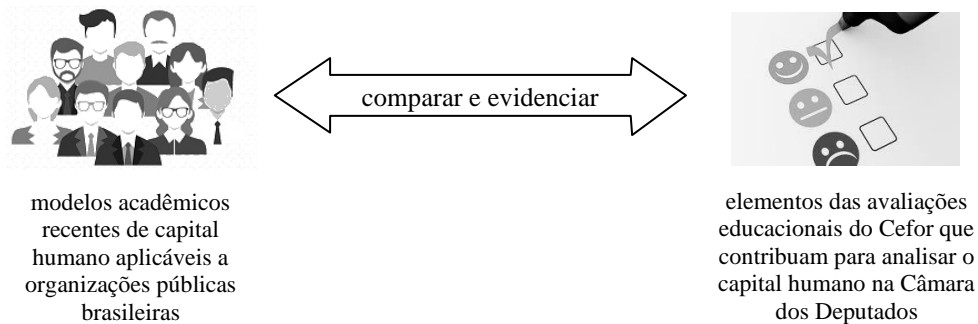 comparar e evidenciar
modelos acadêmicos
recentes de capital
humano aplicáveis a
organizações públicas
brasileiras
elementos das avaliações
educacionais do Cefor que
contribuam para analisar o
capital humano na Câmara
dos Deputados